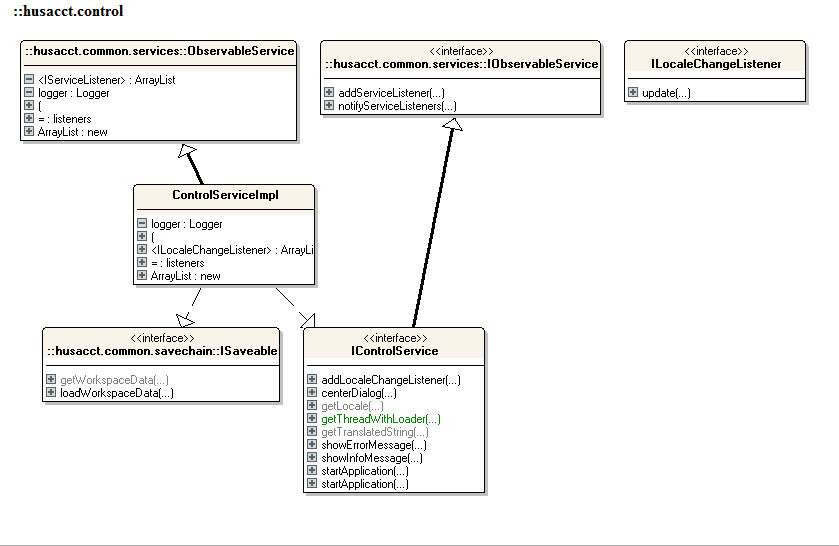 ::husacct.control
::husacct.common.services::ObservableService
<IServiceListener> : ArrayList
logger : Logger
(
= : listeners
ArrayList : new
<<interface>>
::husacct.common.services::IObservableService
addServiceListener(...)
notifyServiceListeners(...)
<<interface>>
ILocaleChangeListener
update(...)
ControlServiceImpl
logger : Logger
(
<ILocaleChangeListener> : ArrayLi
= : listeners
ArrayList : new
<<interface>>
::husacct.common.savechain::ISaveable
getWorkspaceData(...)
loadWorkspaceData(...)
<<interface>>
IControlService
addLocaleChangeListener(...)
centerDialog(...)
getLocale(...)
getThreadWithLoader(...)
getTranslatedString(...)
showErrorMessage(...)
showInfoMessage(...)
startApplication(...)
startApplication(...)